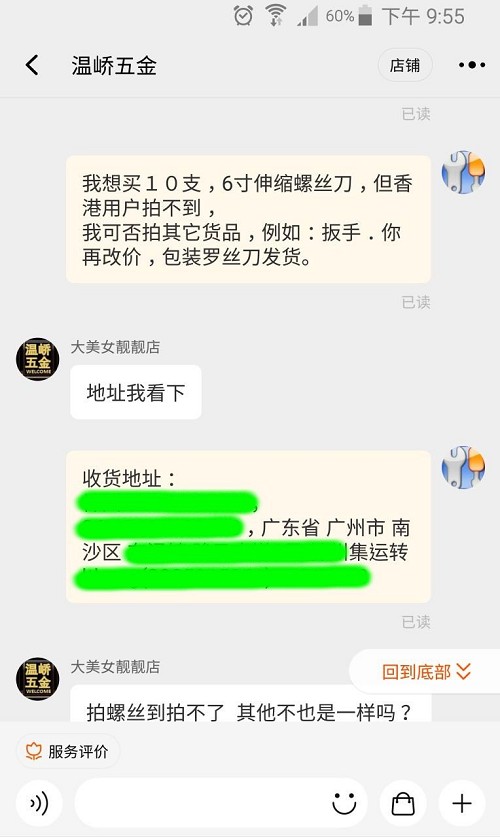 60% 下午 9:55
温峤五金
店铺
已读
我想买１０支，6寸伸缩螺丝刀，但香
港用户拍不到，
我可否拍其它货品，例如：扳手．你
再改价，包装罗丝刀发货。
已读
温峤
五金
WELCOME
大美女靓靓店
地址我看下
收货地址：
，广东省 广州市 南
沙区
集运转
已读
温峤
五金
WELCOME
大美女靓靓店
回到底部
拍螺丝到拍不了 其他不也是一样吗？
服务评价